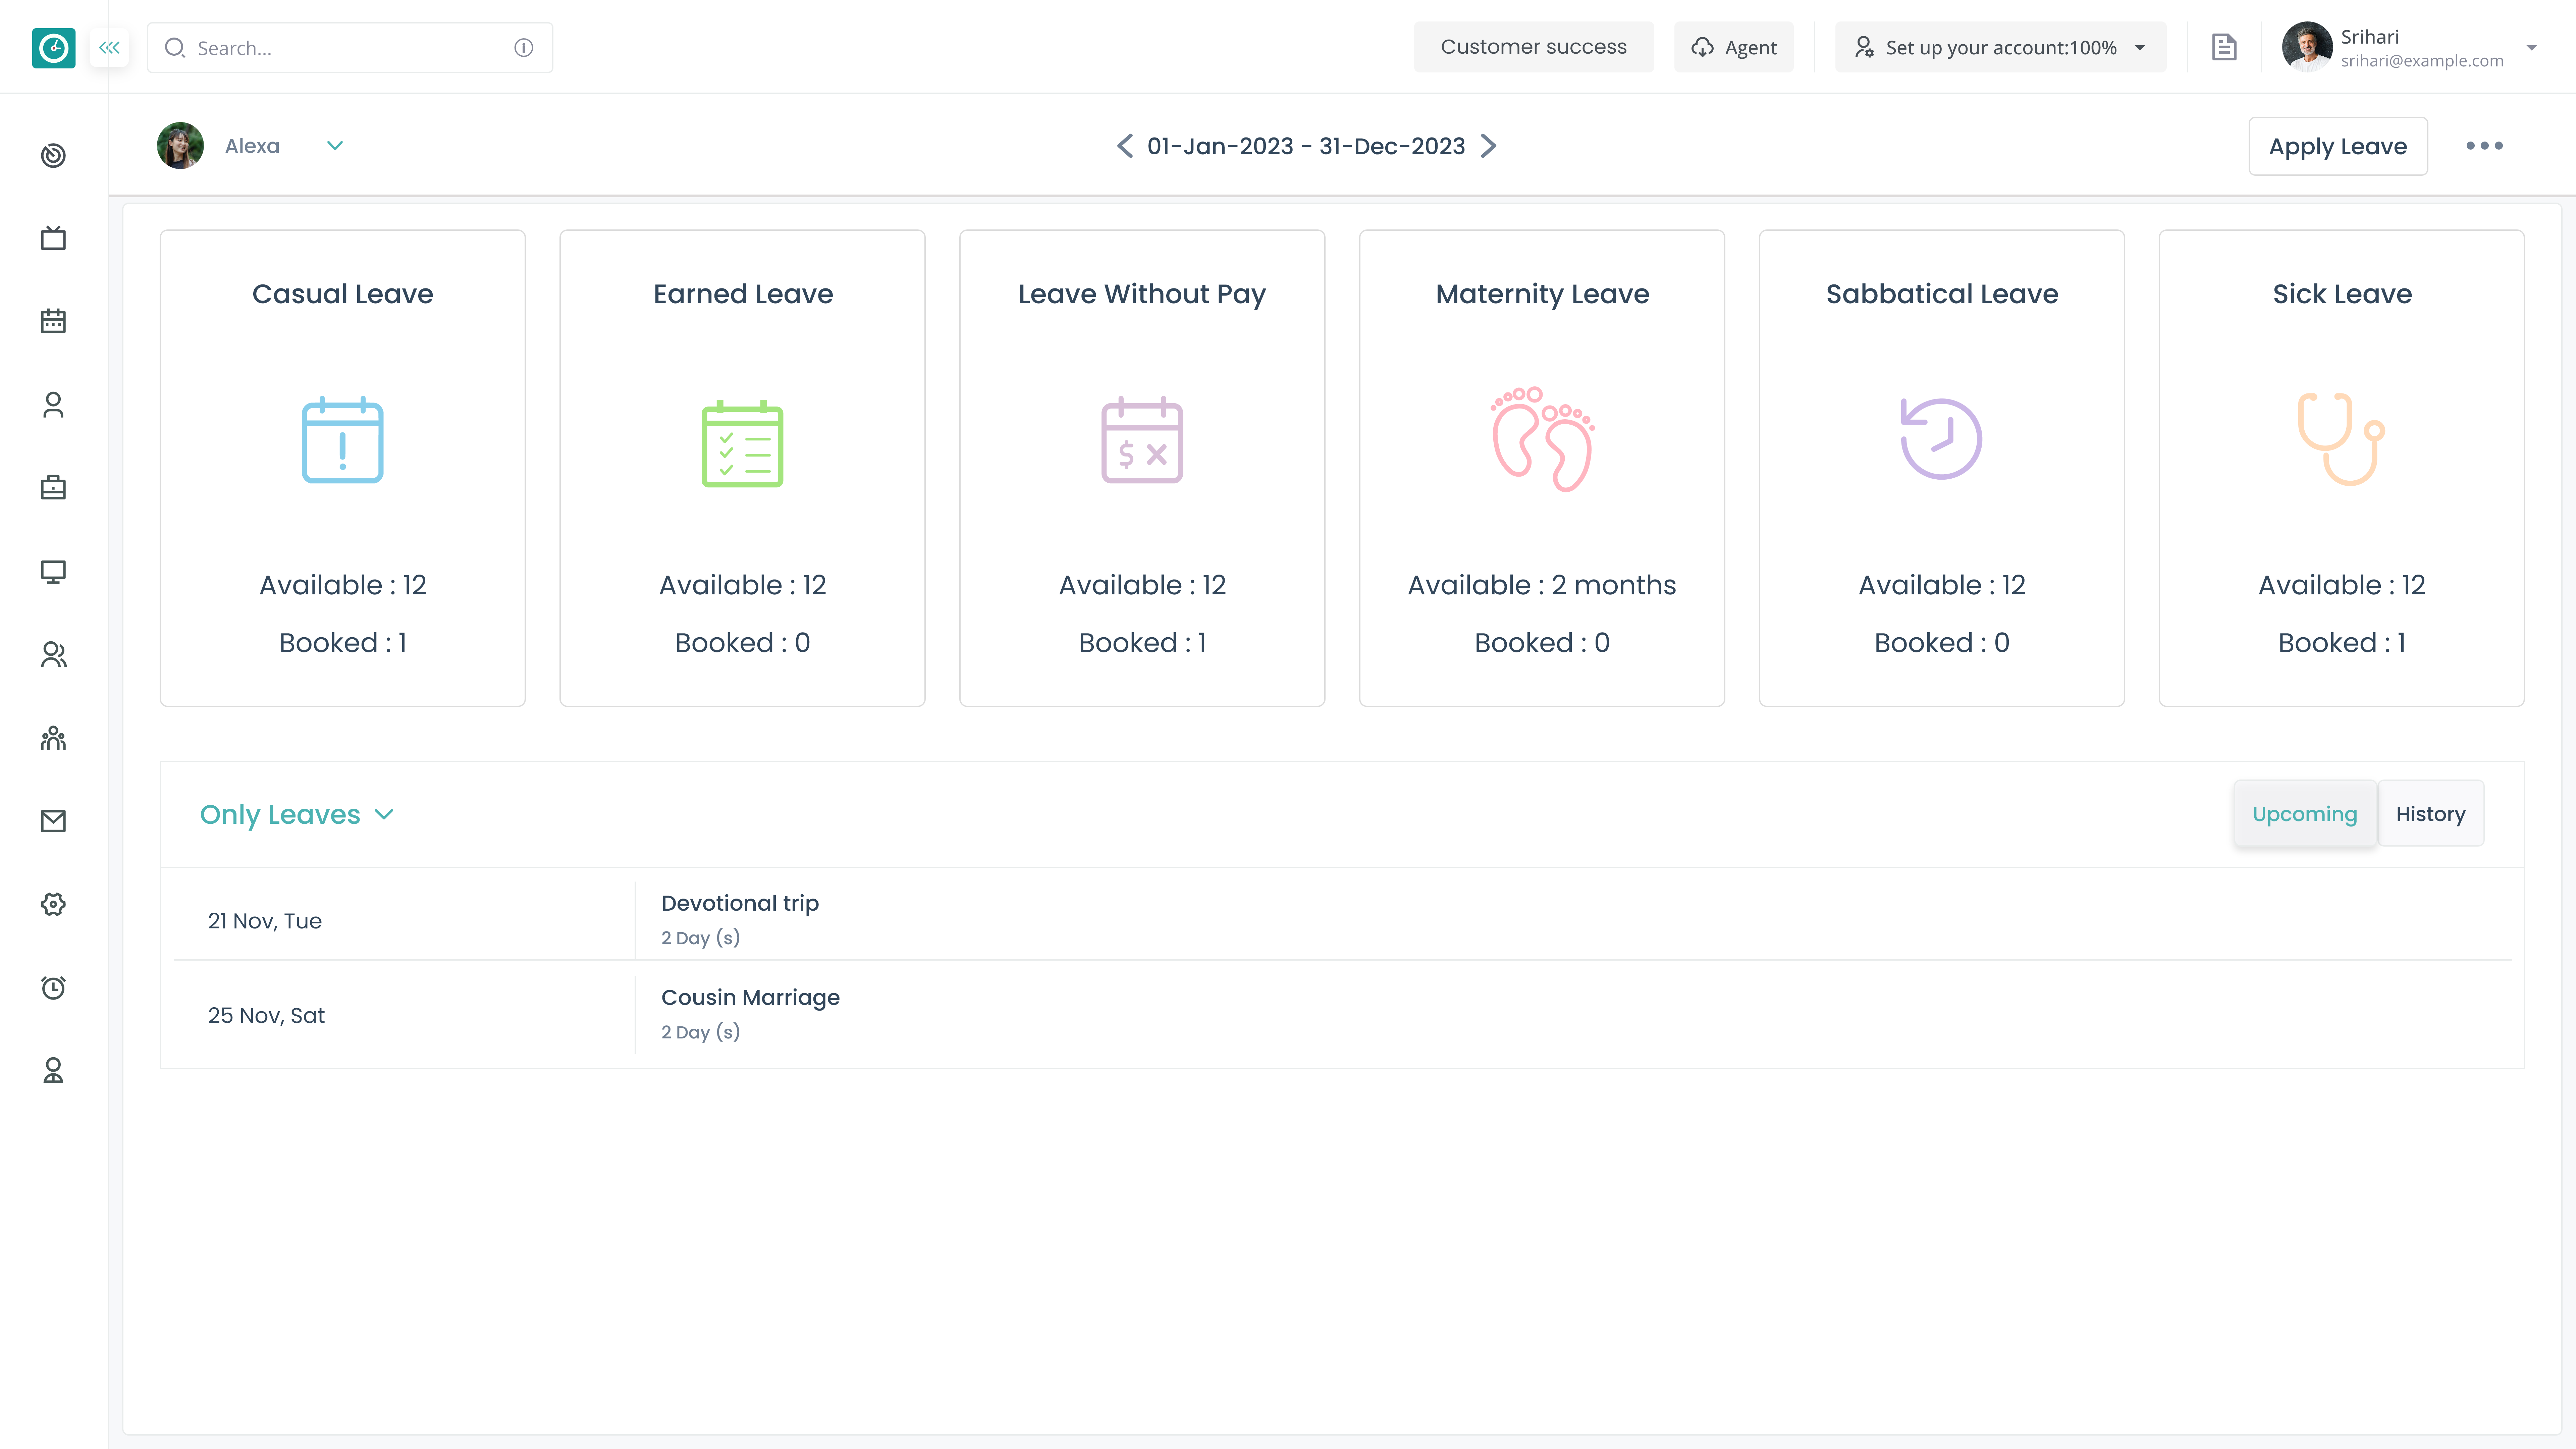 Search...
Customer success
Agent
Set up your account:100%
Srihari
srihari@example.com
Alexa
01-Jan-2023 - 31-Dec-2023
Apply Leave
Casual Leave
Available : 12
Booked : 1
Earned Leave
Available : 12
Booked : 0
Leave Without Pay
$
Available : 12
Booked : 1
Maternity Leave
Available : 2 months
Booked : 0
Sabbatical Leave
Available : 12
Booked : 0
Sick Leave
Available : 12
Booked : 1
Only Leaves
Upcoming
History
21 Nov, Tue
Devotional trip
2 Day (s)
25 Nov, Sat
Cousin Marriage
2 Day (s)